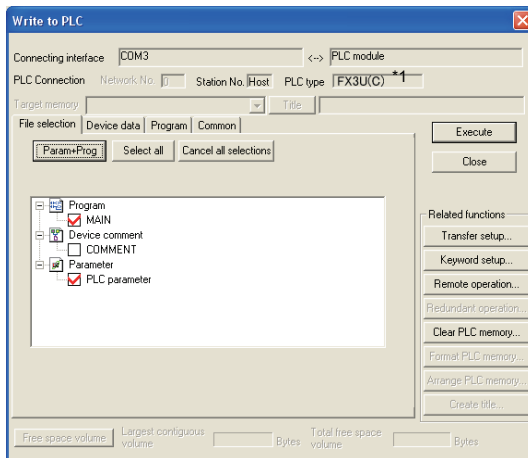 Write to PLC
Connecting interface COM3 <--> PLC module
PLC Connection Network No. 0 Station No. Host PLC type FX3U(C) *1
Target memory Title
File selection Device data Program Common
Execute
Param+Prog Select all Cancel all selections
Close
Program
MAIN
Device comment
COMMENT
Parameter
PLC parameter
Related functions
Transfer setup...
Keyword setup...
Remote operation...
Redundant operation...
Clear PLC memory...
Format PLC memory...
Arrange PLC memory...
Create title...
Free space volume Largest contiguous volume Bytes Total free space volume Bytes